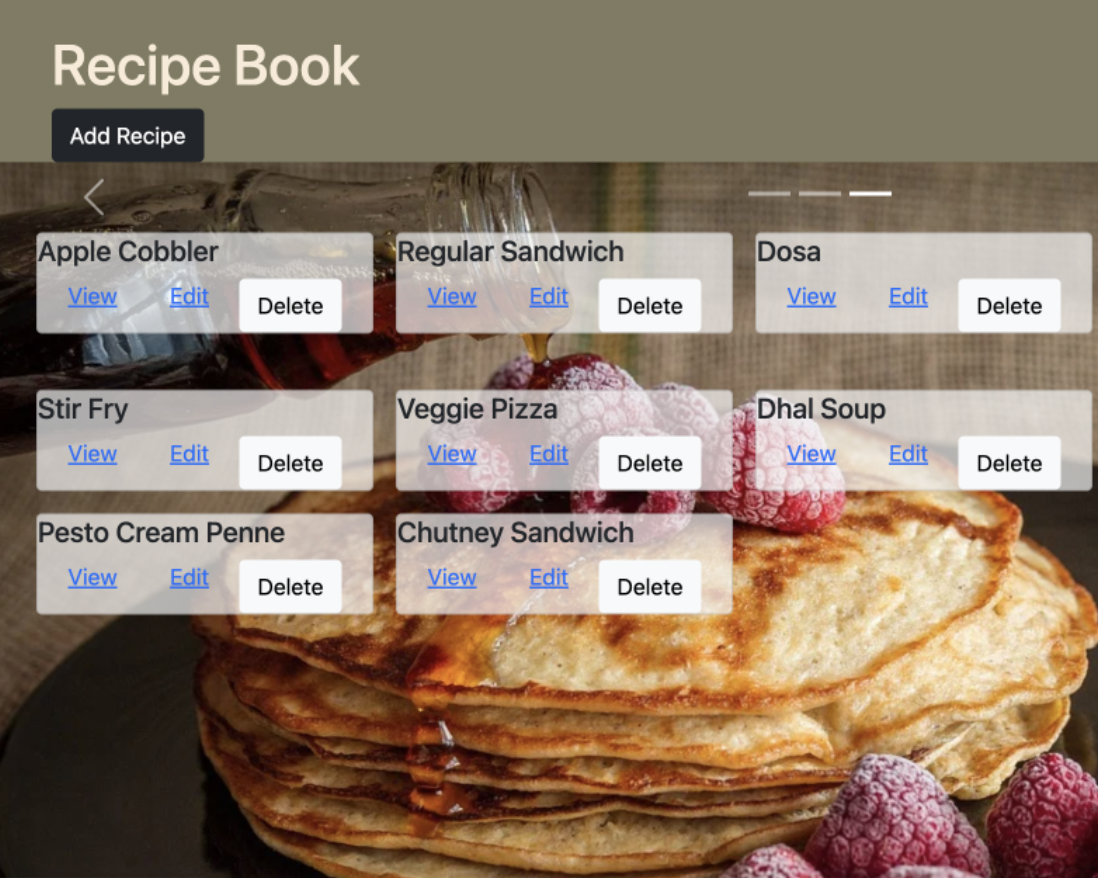 Recipe Book
Add Recipe
Apple Cobbler
View Edit Delete
Regular Sandwich
View Edit Delete
Dosa
View Edit Delete
Stir Fry
View Edit Delete
Veggie Pizza
View Edit Delete
Dhal Soup
View Edit Delete
Pesto Cream Penne
View Edit Delete
Chutney Sandwich
View Edit Delete